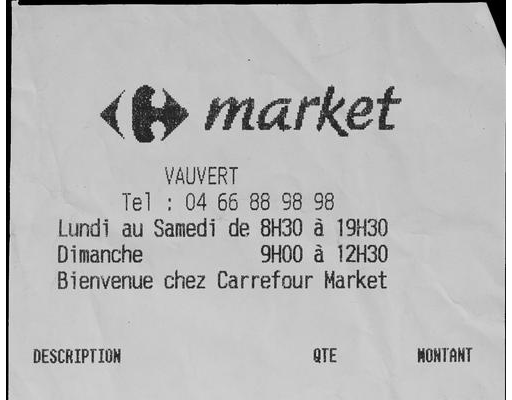 market
VAUVERT
Tel : 04 66 88 98 98
Lundi au Samedi de 8H30 à 19H30
Dimanche 9H00 à 12H30
Bienvenue chez Carrefour Market
DESCRIPTION QTE MONTANT